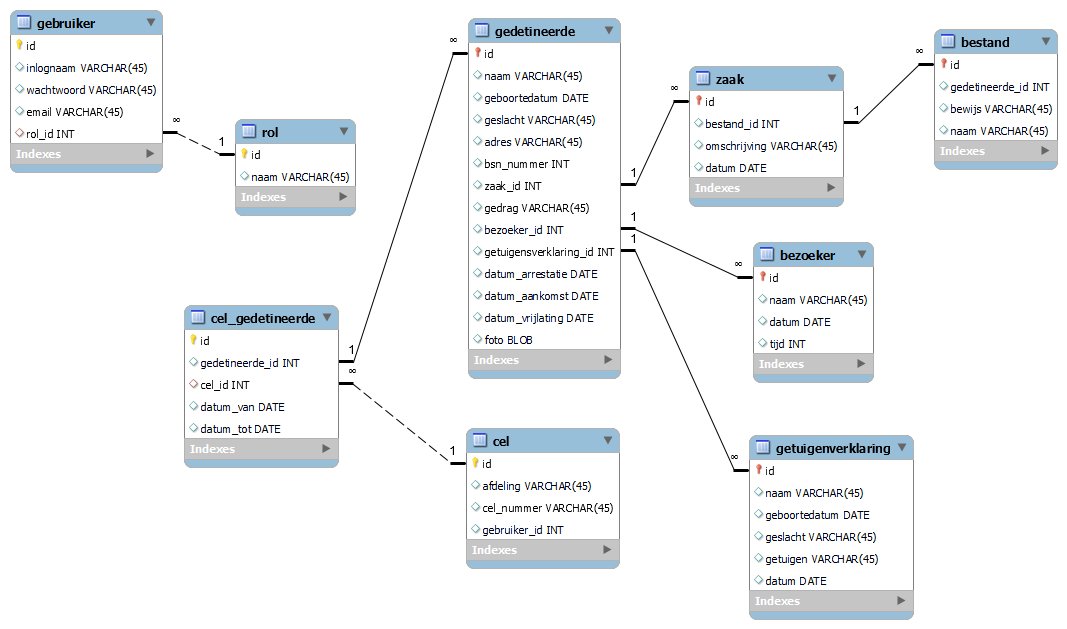 gebruiker
id
inlognaam VARCHAR(45)
wachtwoord VARCHAR(45)
email VARCHAR(45)
rol_id INT
Indexes
∞
1
rol
id
naam VARCHAR(45)
Indexes
gedetineerde
∞
id
naam VARCHAR(45)
geboortedatum DATE
geslacht VARCHAR(45)
adres VARCHAR(45)
bsn_nummer INT
zaak_id INT
gedrag VARCHAR(45)
bezoeker_id INT
getuigensverklaring_id INT
datum_arrestatie DATE
datum_aankomst DATE
datum_vrijlating DATE
foto BLOB
Indexes
1
1
1
zaak
∞
id
bestand_id INT
omschrijving VARCHAR(45)
datum DATE
Indexes
1
bestand
∞
id
gedetineerde_id INT
bewijs VARCHAR(45)
naam VARCHAR(45)
Indexes
bezoeker
∞
id
naam VARCHAR(45)
datum DATE
tijd INT
Indexes
cel_gedetineerde
id
gedetineerde_id INT
cel_id INT
datum_van DATE
datum_tot DATE
Indexes
1
∞
cel
1
id
afdeling VARCHAR(45)
cel_nummer VARCHAR(45)
gebruiker_id INT
Indexes
getuigenverklaring
∞
id
naam VARCHAR(45)
geboortedatum DATE
geslacht VARCHAR(45)
getuigen VARCHAR(45)
datum DATE
Indexes